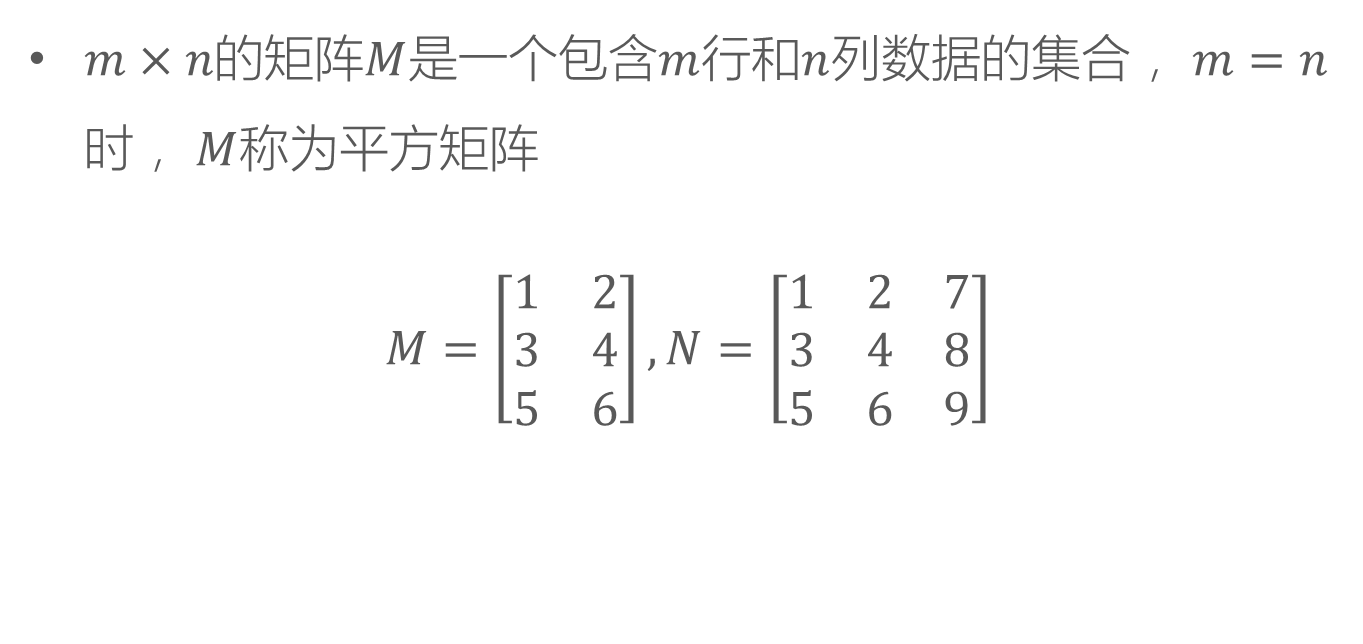 • m × n的矩阵M是一个包含m行和n列数据的集合，m = n
时，M称为平方矩阵
1 2 1 2 7
M = 3 4 , N = 3 4 8
5 6 5 6 9